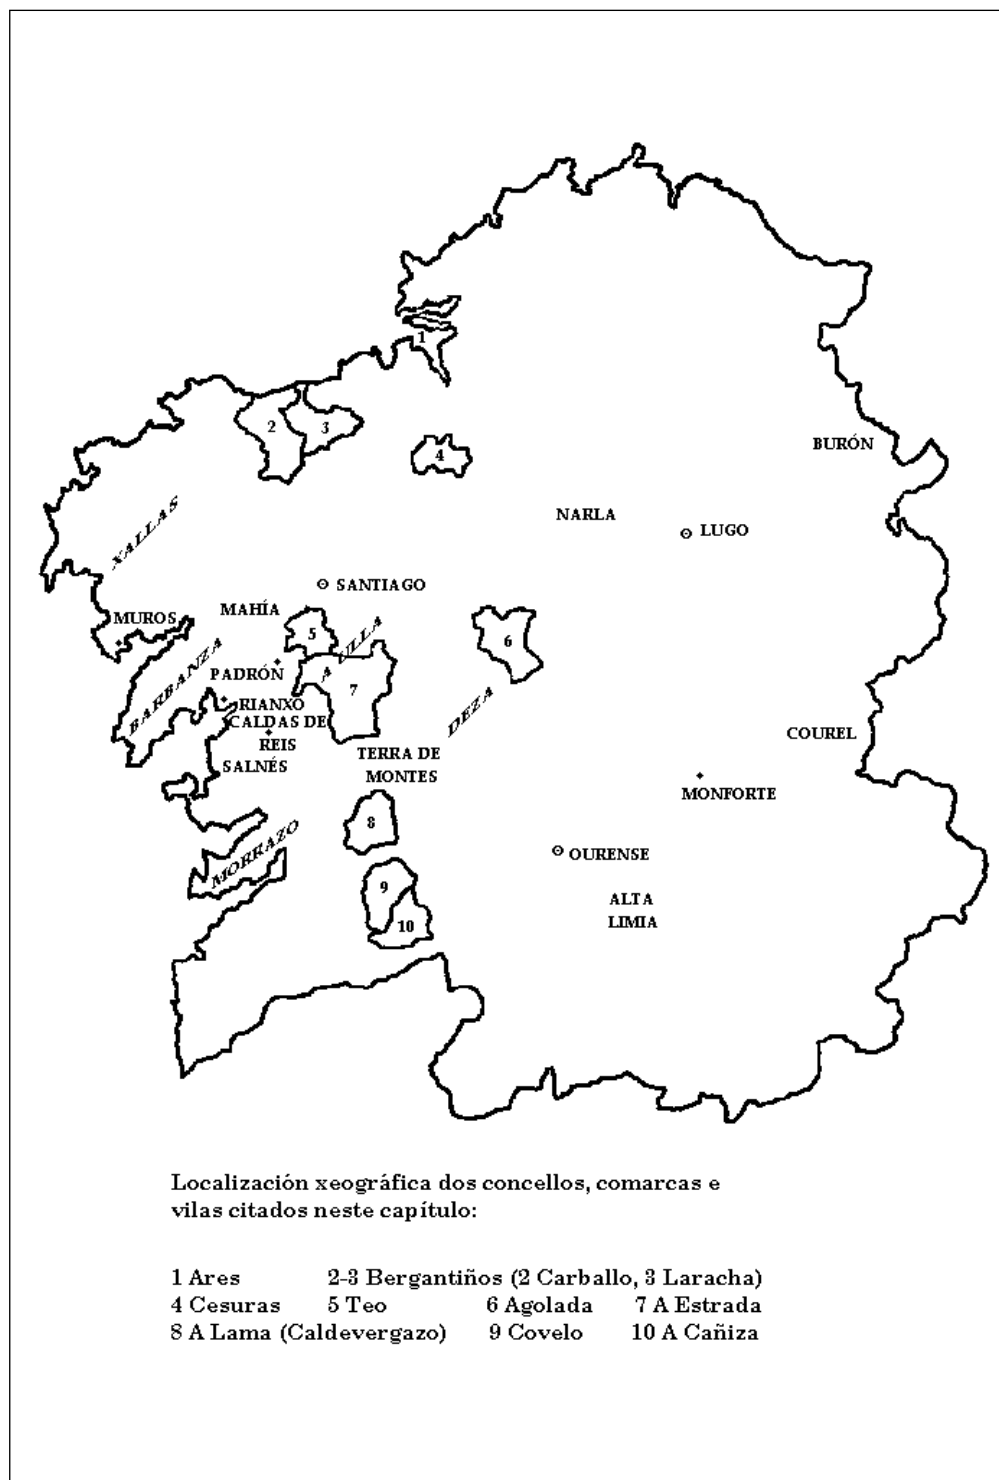 1
2
3
4
BURÓN
NARLA
LUGO
XALLAS
SANTIAGO
MAHÍA
MUROS
5
A ULLA
6
BARBANZA
PADRÓN
7
DEZA
RIANXO
CALDAS DE
REIS
SALNÉS
TERRA DE
MONTES
COUREL
MONFORTE
8
MORRAZO
OURENSE
9
10
ALTA
LIMIA
Localización xeográfica dos concellos, comarcas e
vilas citados neste capítulo:
1 Ares 2-3 Bergantiños (2 Carballo, 3 Laracha)
4 Cesuras 5 Teo 6 Agolada 7 A Estrada
8 A Lama (Caldevergazo) 9 Covelo 10 A Cañiza